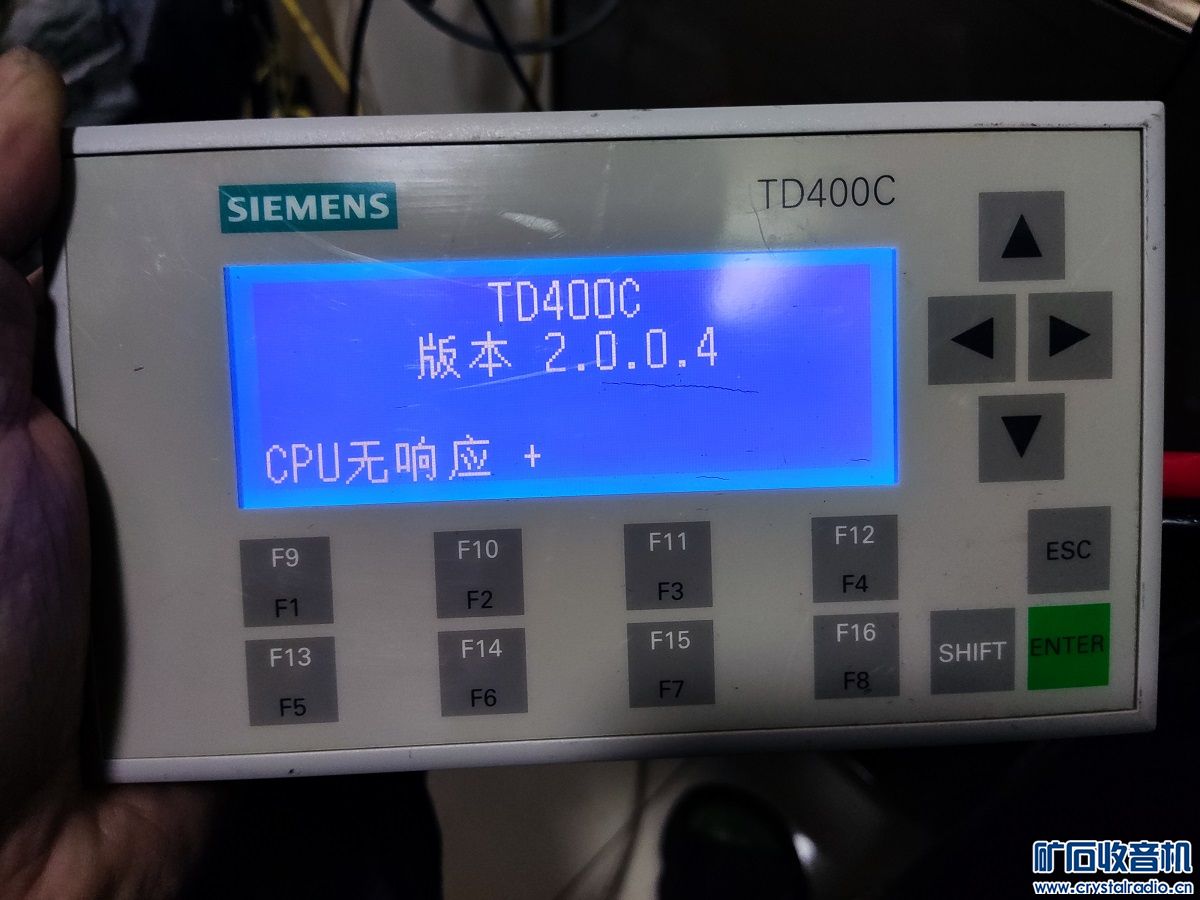 SIEMENS
TD400C
TD400C
版本 2.0.0.4
CPU无响应 +
F9
F10
F11
F12
F1
F2
F3
F4
ESC
F13
F14
F15
F16
F5
F6
F7
F8
SHIFT
ENTER
矿石收音机
www.crystalradio.cn